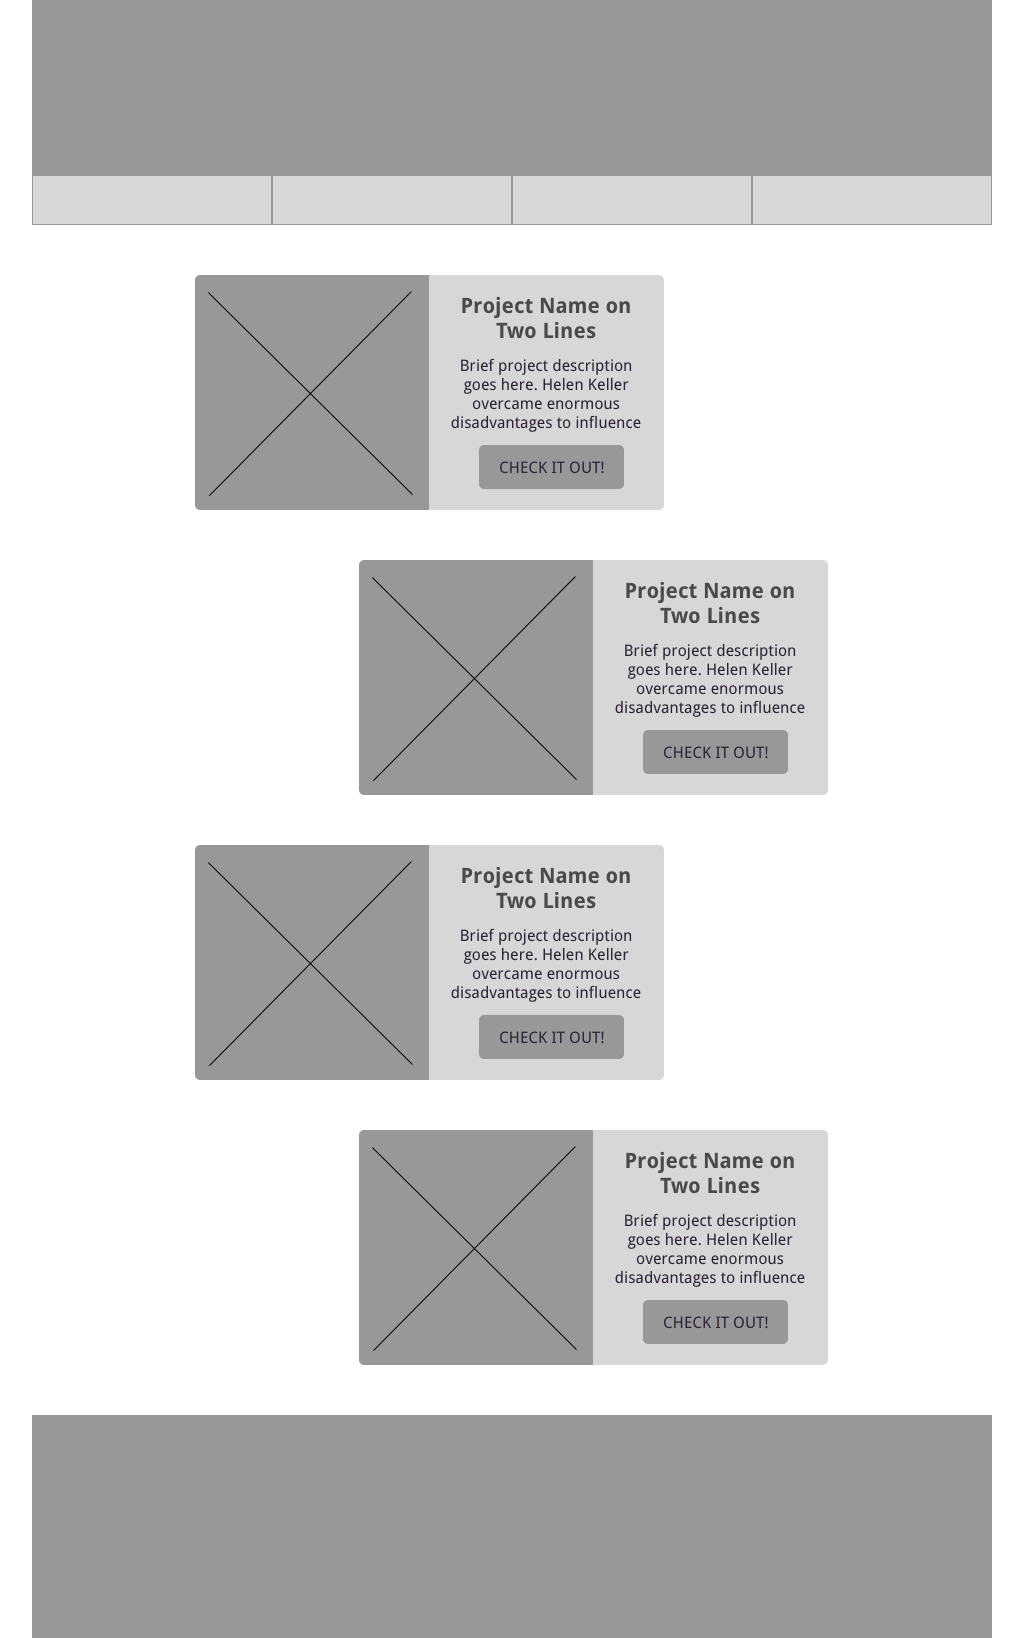 Project Name on
Two Lines
Brief project description
goes here. Helen Keller
overcame enormous
disadvantages to influence
CHECK IT OUT!
Project Name on
Two Lines
Brief project description
goes here. Helen Keller
overcame enormous
disadvantages to influence
CHECK IT OUT!
Project Name on
Two Lines
Brief project description
goes here. Helen Keller
overcame enormous
disadvantages to influence
CHECK IT OUT!
Project Name on
Two Lines
Brief project description
goes here. Helen Keller
overcame enormous
disadvantages to influence
CHECK IT OUT!